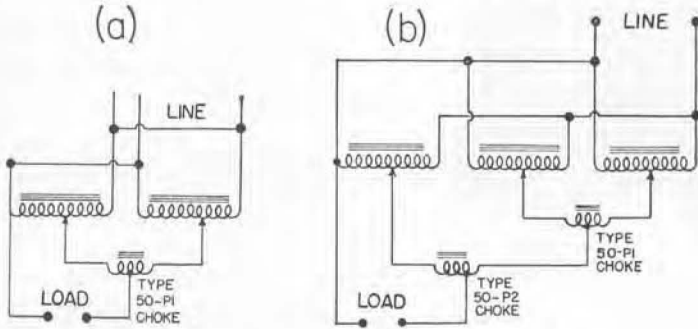 (a)
LINE
LOAD
TYPE
50-P1
CHOKE
(b)
LINE
TYPE
50-P1
CHOKE
LOAD
TYPE
50-P2
CHOKE